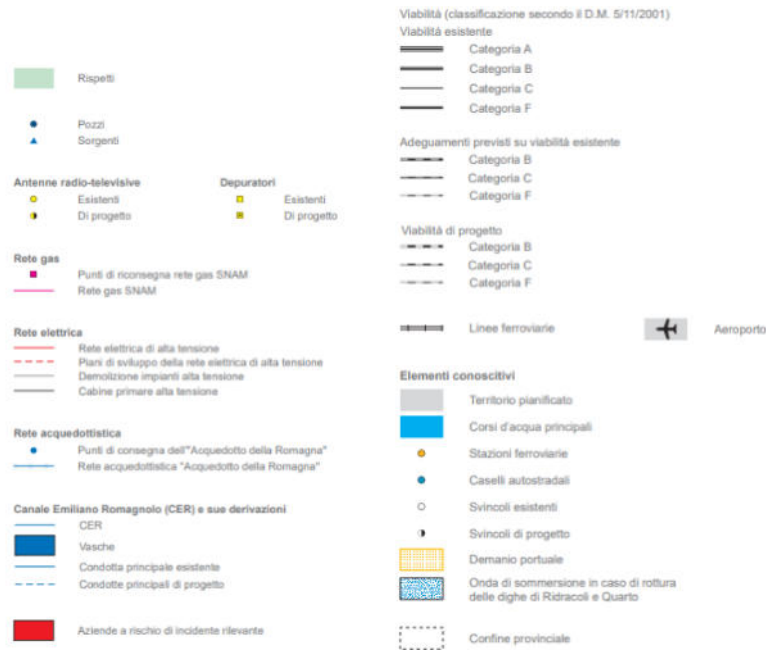 Rispetti
Pozzi
Sorgenti
Antenne radio-televisive
Depuratori
Esistenti
Esistenti
Di progetto
Di progetto
Rete gas
Punti di riconsegna rete gas SNAM
Rete gas SNAM
Rete elettrica
Rete elettrica di alta tensione
Piani di sviluppo della rete elettrica di alta tensione
Demolizione impianti alta tensione
Cabine primare alta tensione
Rete acquedottistica
Punti di consegna dell'"Acquedotto della Romagna"
Rete acquedottistica "Acquedotto della Romagna"
Canale Emiliano Romagnolo (CER) e sue derivazioni
CER
Vasche
Condotta principale esistente
Condotte principali di progetto
Aziende a rischio di incidente rilevante
Viabilità (classificazione secondo il D.M. 5/11/2001)
Viabilità esistente
Categoria A
Categoria B
Categoria C
Categoria F
Adeguamenti previsti su viabilità esistente
Categoria B
Categoria C
Categoria F
Viabilità di progetto
Categoria B
Categoria C
Categoria F
Linee ferroviarie
Aeroporto
Elementi conoscitivi
Territorio pianificato
Corsi d'acqua principali
Stazioni ferroviarie
Caselli autostradali
Svincoli esistenti
Svincoli di progetto
Demanio portuale
Onda di sommersione in caso di rottura
delle dighe di Ridracoli e Quarto
Confine provinciale